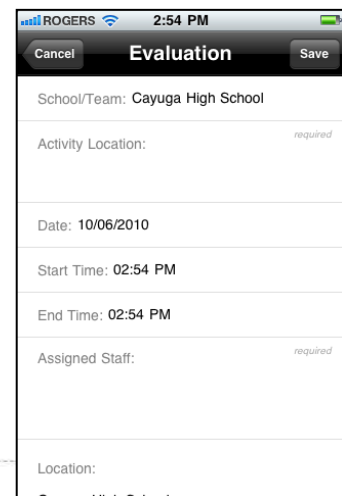 ROGERS 2:54 PM
Cancel Evaluation Save
School/Team: Cayuga High School
Activity Location: required
Date: 10/06/2010
Start Time: 02:54 PM
End Time: 02:54 PM
Assigned Staff: required
Location: